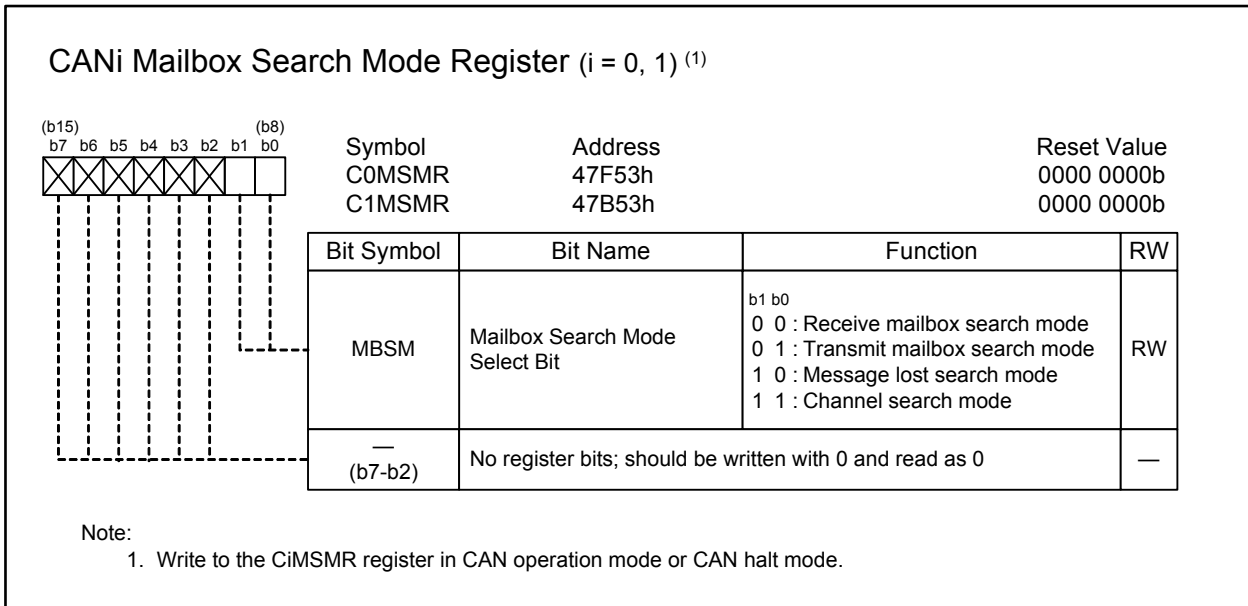 CANi Mailbox Search Mode Register (i = 0, 1) (1)
(b15) (b8)
b7 b6 b5 b4 b3 b2 b1 b0
Symbol Address Reset Value
C0MSMR 47F53h 0000 0000b
C1MSMR 47B53h 0000 0000b
Bit Symbol Bit Name Function RW
MBSM
Mailbox Search Mode
Select Bit
b1 b0
0 0 : Receive mailbox search mode
0 1 : Transmit mailbox search mode
1 0 : Message lost search mode
1 1 : Channel search mode
RW
—
(b7-b2)
No register bits; should be written with 0 and read as 0
—
Note:
1. Write to the CiMSMR register in CAN operation mode or CAN halt mode.